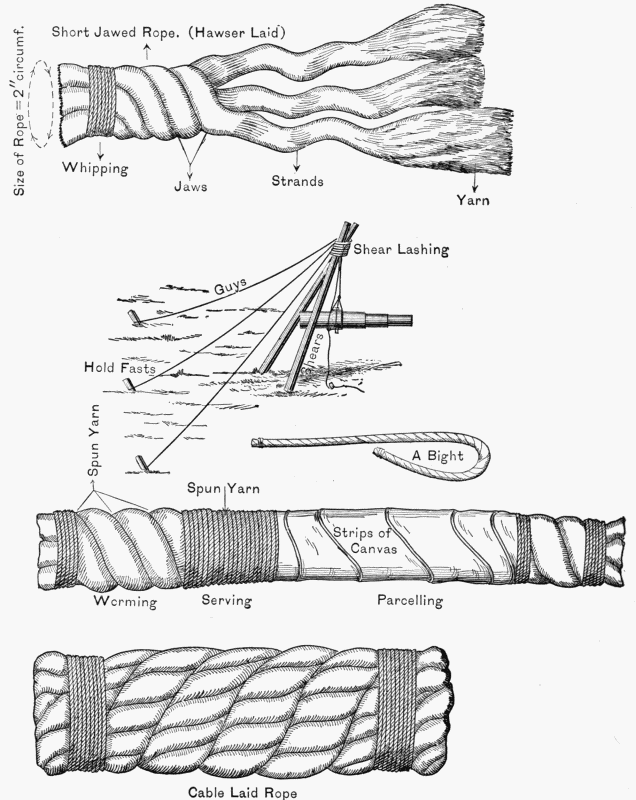 Short Jawed Rope. (Hawser Laid)
Size of Rope = 2" circumf.
Whipping
Jaws
Strands
Yarn
Shear Lashing
Guys
Shears
Hold Fasts
A Bight
Spun Yarn
Spun Yarn
Strips of
Canvas
Worming
Serving
Parcelling
Cable Laid Rope